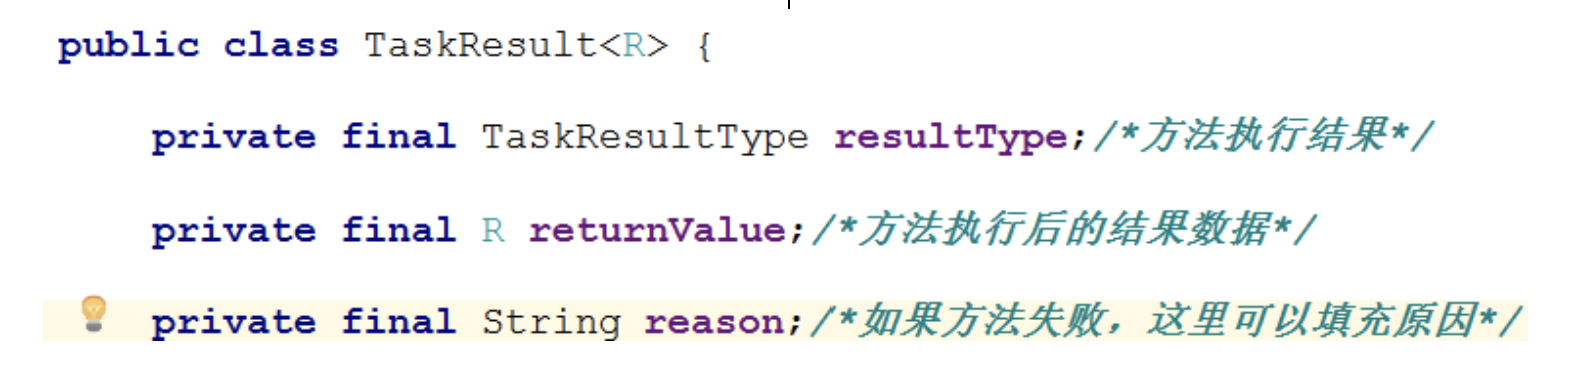 public class TaskResult<R> {
private final TaskResultType resultType;/*方法执行结果*/
private final R returnValue;/*方法执行后的结果数据*/
private final String reason;/*如果方法失败，这里可以填充原因*/